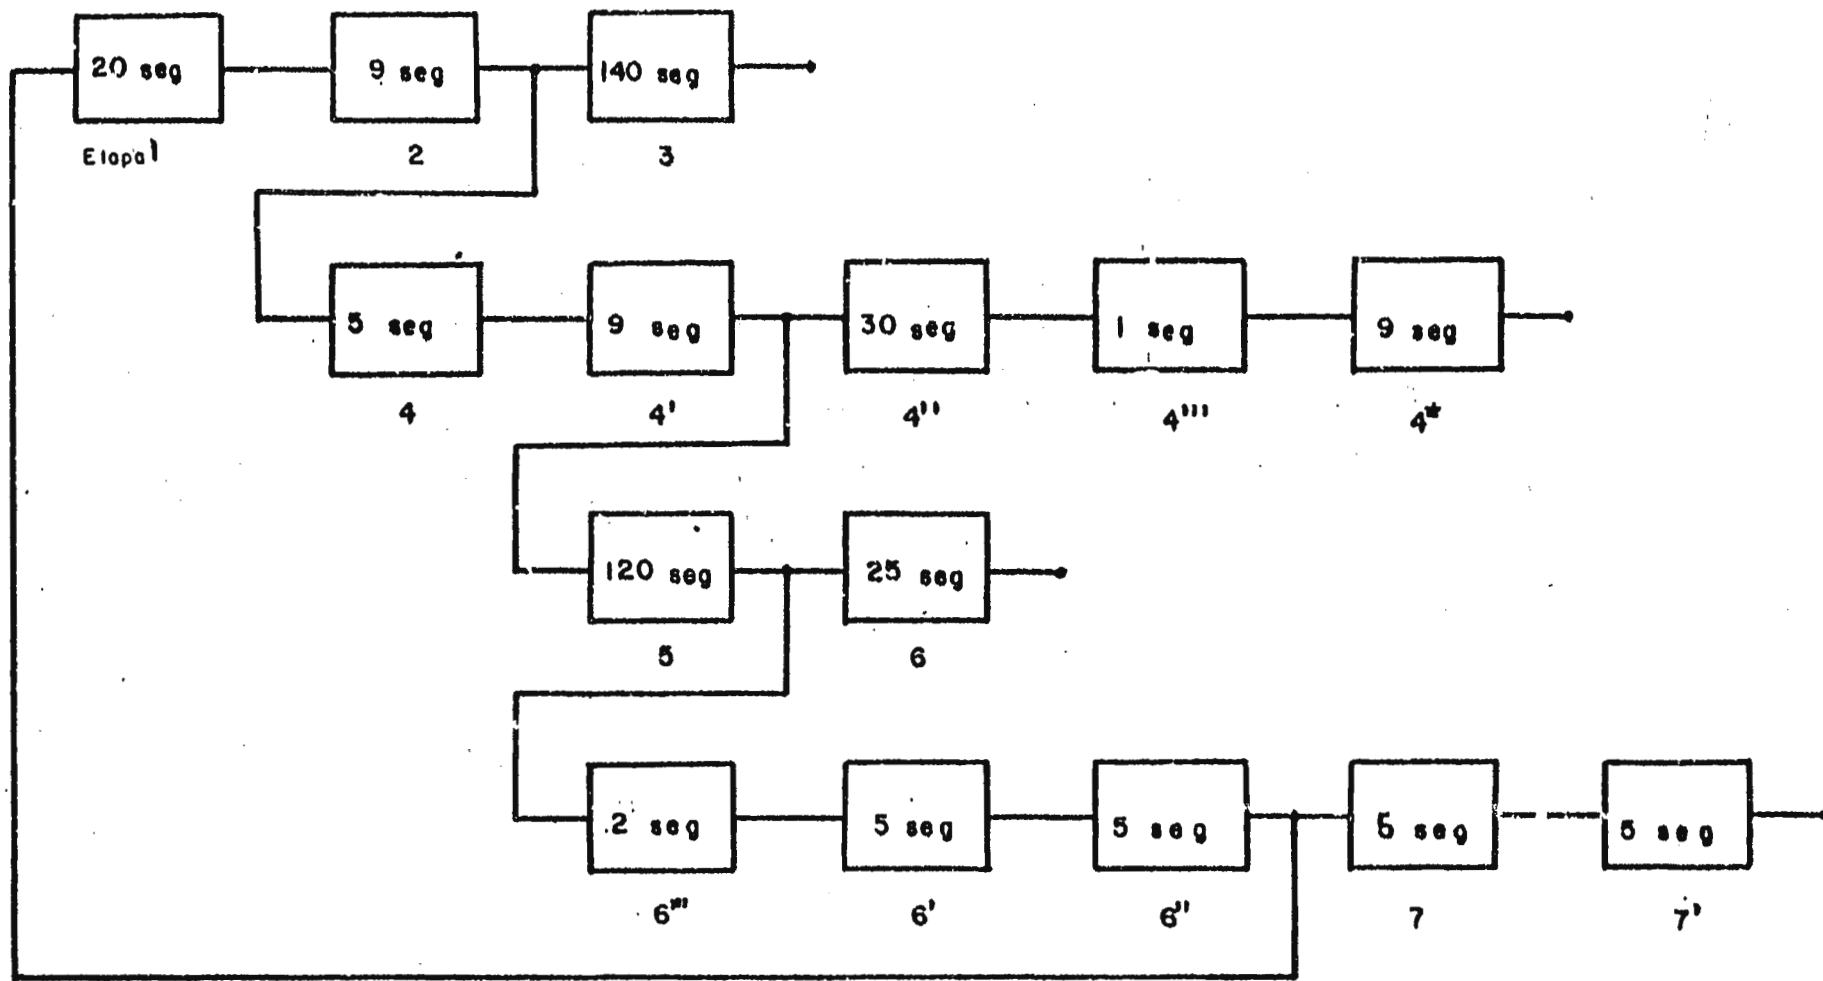 20 seg 9 seg 140 seg
Etapa 1 2 3
5 seg 9 seg 30 seg 1 seg 9 seg
4 4' 4'' 4''' 4*
120 seg 25 seg
5 6
.2 seg 5 seg 5 seg 5 seg 5 seg
6''' 6' 6'' 7 7'